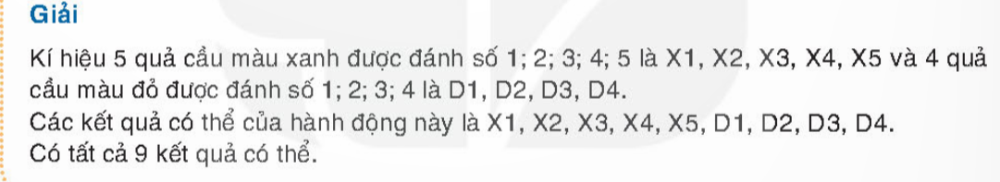 Giải
Kí hiệu 5 quả cầu màu xanh được đánh số 1; 2; 3; 4; 5 là X1, X2, X3, X4, X5 và 4 quả
cầu màu đỏ được đánh số 1; 2; 3; 4 là D1, D2, D3, D4.
Các kết quả có thể của hành động này là X1, X2, X3, X4, X5, D1, D2, D3, D4.
Có tất cả 9 kết quả có thể.